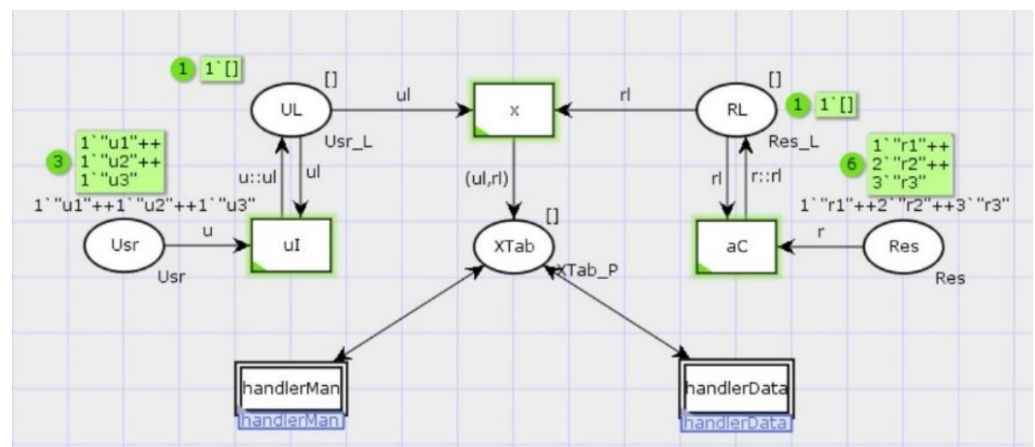 1 1`[]
[]
UL
Usr_L
ul
x
rl
[]
RL
Res_L
1 1`[]
3
1`"u1"++
1`"u2"++
1`"u3"
1`"u1"++1`"u2"++1`"u3"
Usr
Usr
u
u::ul
ul
uI
(ul,rl)
[]
XTab
XTab_P
rl
r::rl
aC
6
1`"r1"++
2`"r2"++
3`"r3"
1`"r1"++2`"r2"++3`"r3"
r
Res
Res
handlerMan
handlerMan
handlerData
handlerData